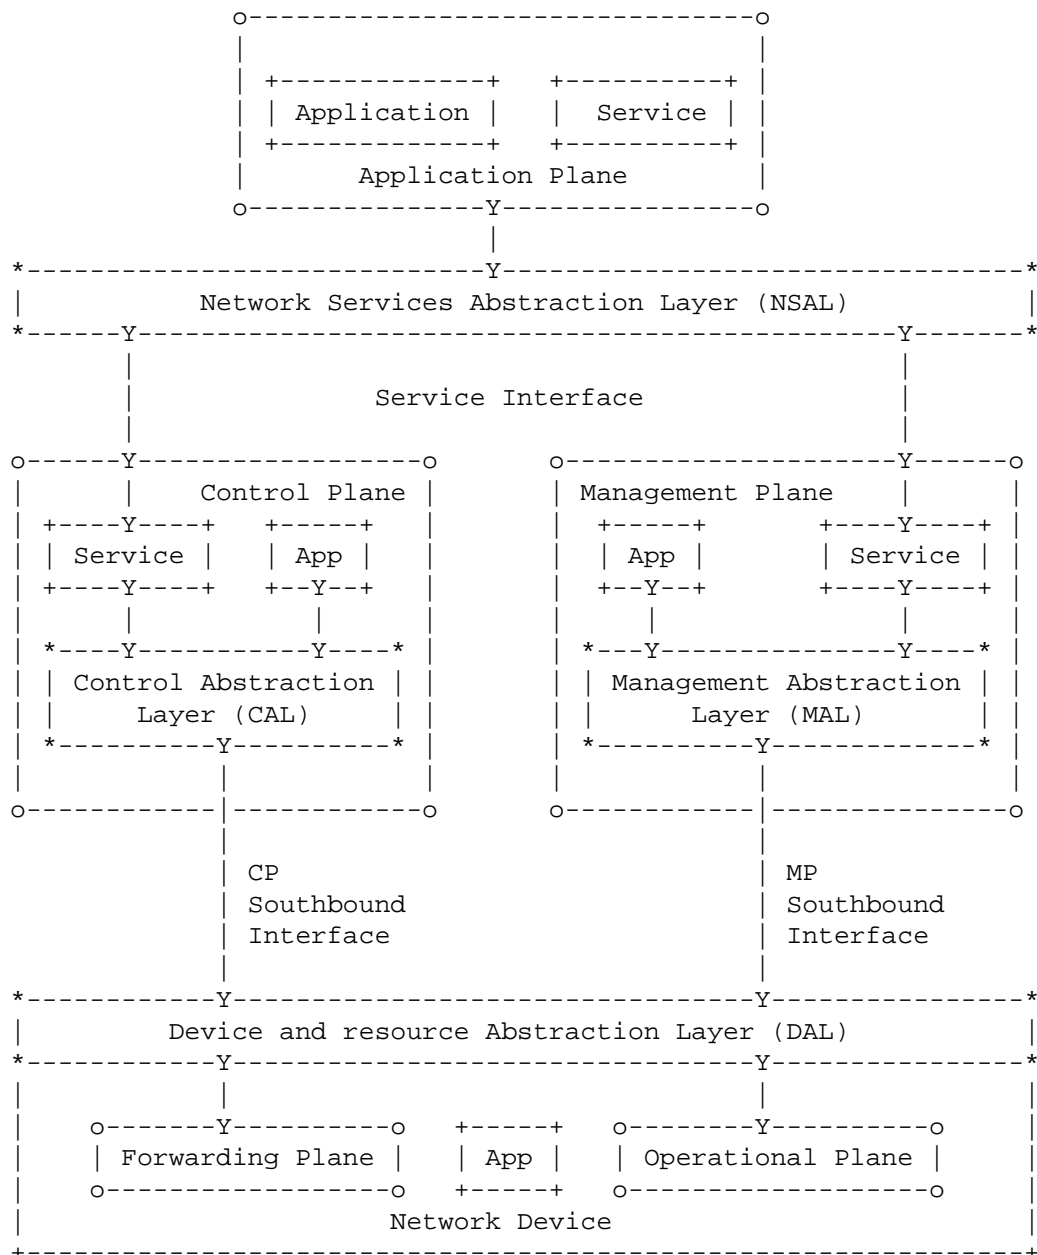 Application Service
Application Plane
Network Services Abstraction Layer (NSAL)
Service Interface
Control Plane Management Plane
Service App App Service
Control Abstraction Management Abstraction
Layer (CAL) Layer (MAL)
CP MP
Southbound Southbound
Interface Interface
Device and resource Abstraction Layer (DAL)
Forwarding Plane App Operational Plane
Network Device